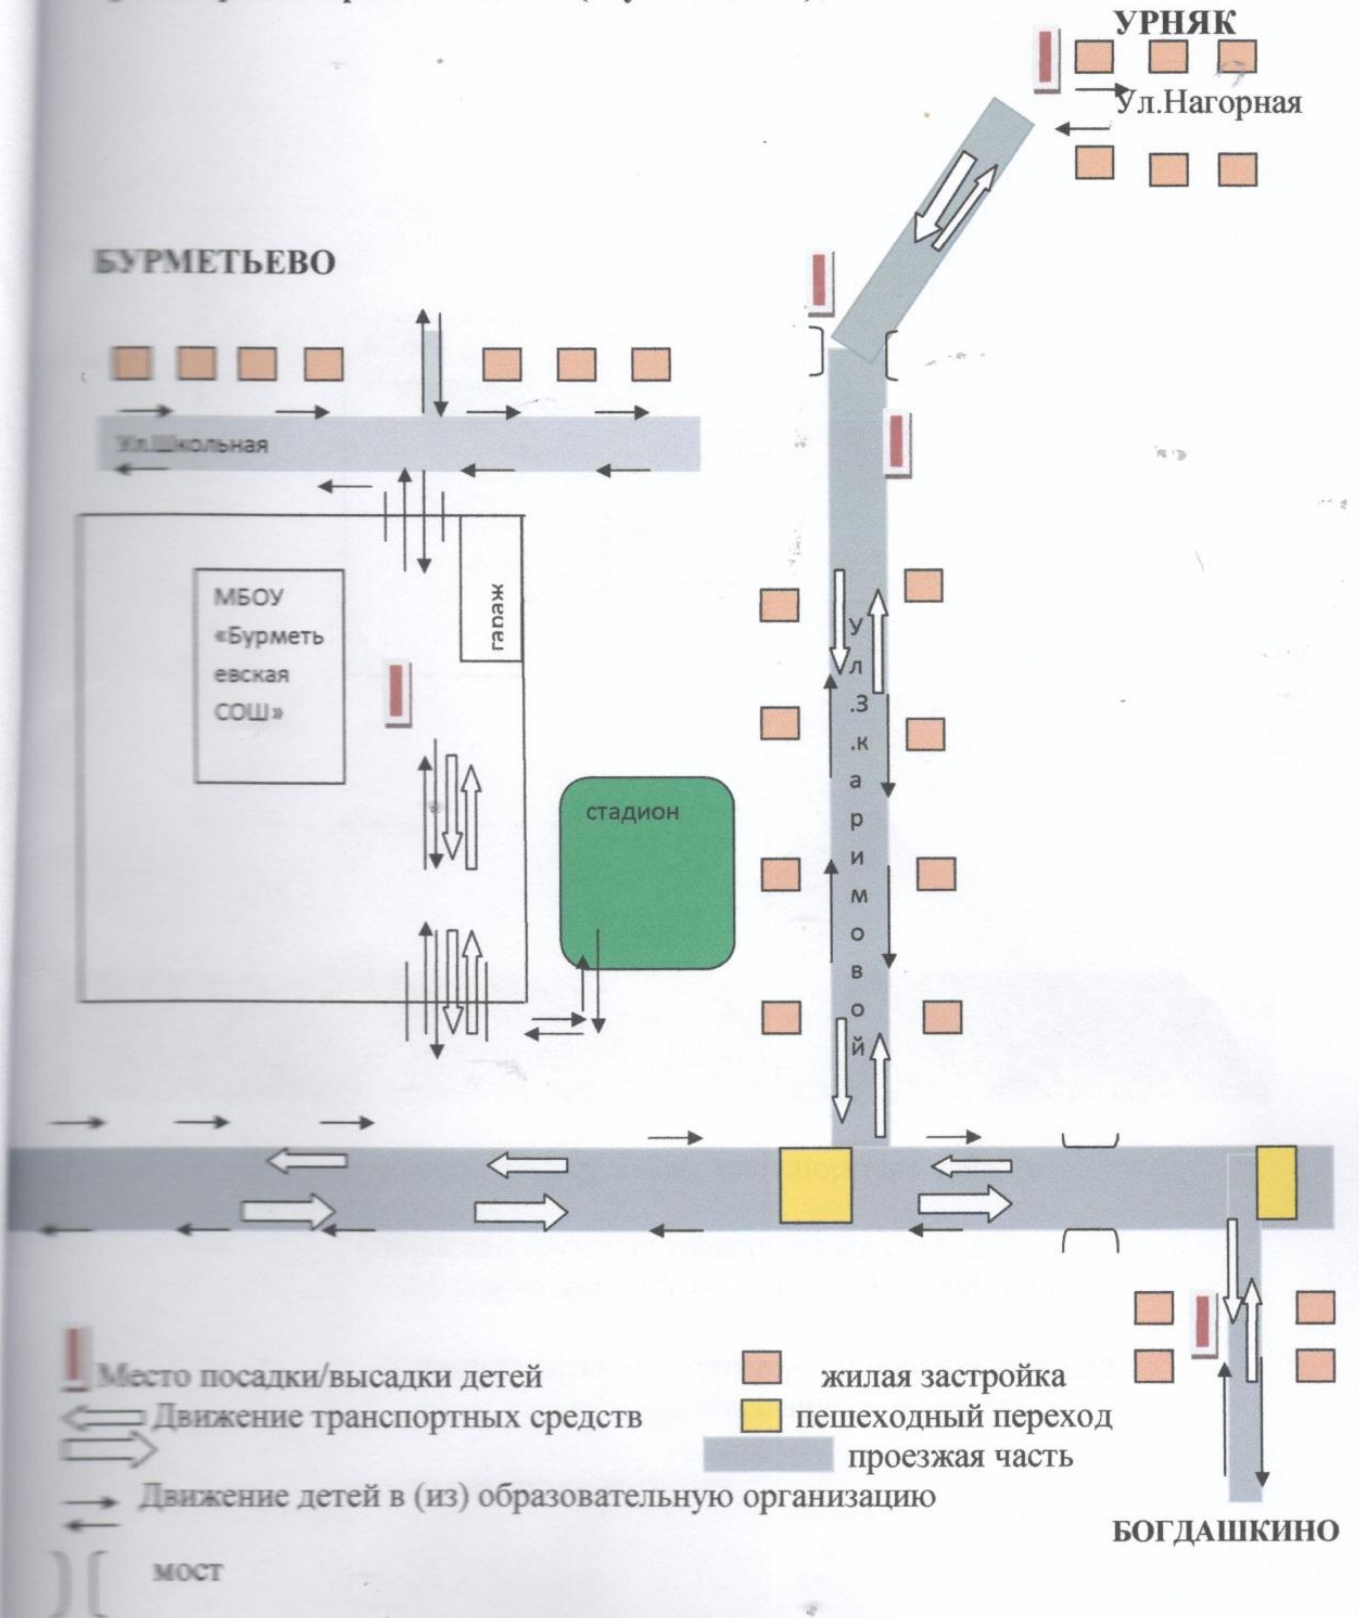 УРНЯК
Ул.Нагорная
БУРМЕТЬЕВО
Ул.Школьная
МБОУ
«Бурметь
евская
СОШ»
гараж
стадион
Ул.З.каримовой
Место посадки/высадки детей
Движение транспортных средств
Движение детей в (из) образовательную организацию
мост
жилая застройка
пешеходный переход
проезжая часть
БОГДАШКИНО